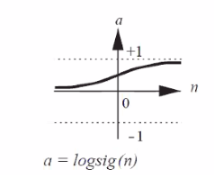 a
+1
n
0
-1
a = logsig(n)